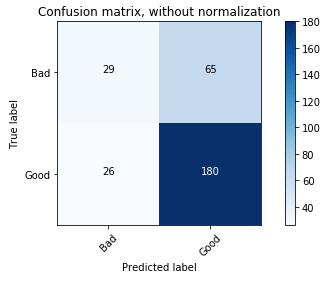 Confusion matrix, without normalization
True label
Bad
Good
29
65
26
180
Bad
Good
Predicted label
180
160
140
120
100
80
60
40